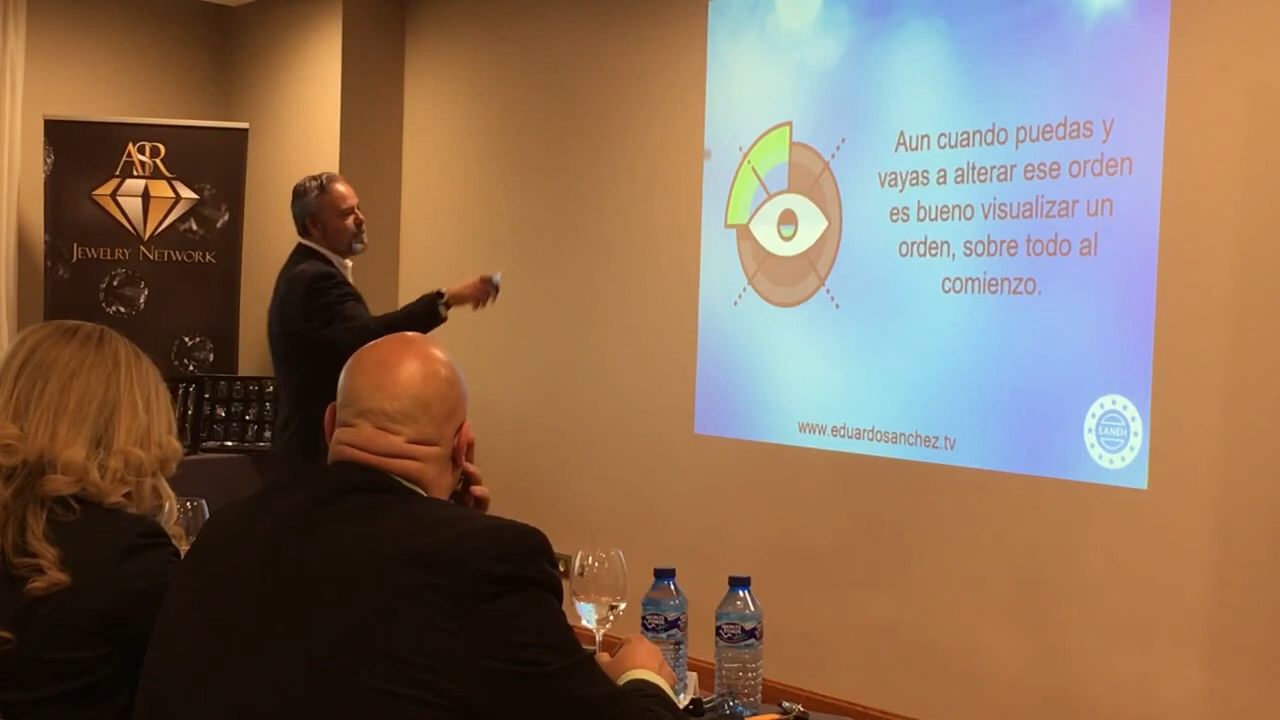 ASR
JEWELRY NETWORK
Aun cuando puedas y
vayas a alterar ese orden
es bueno visualizar un
orden, sobre todo al
comienzo.
www.eduardosanchez.tv
EANEH